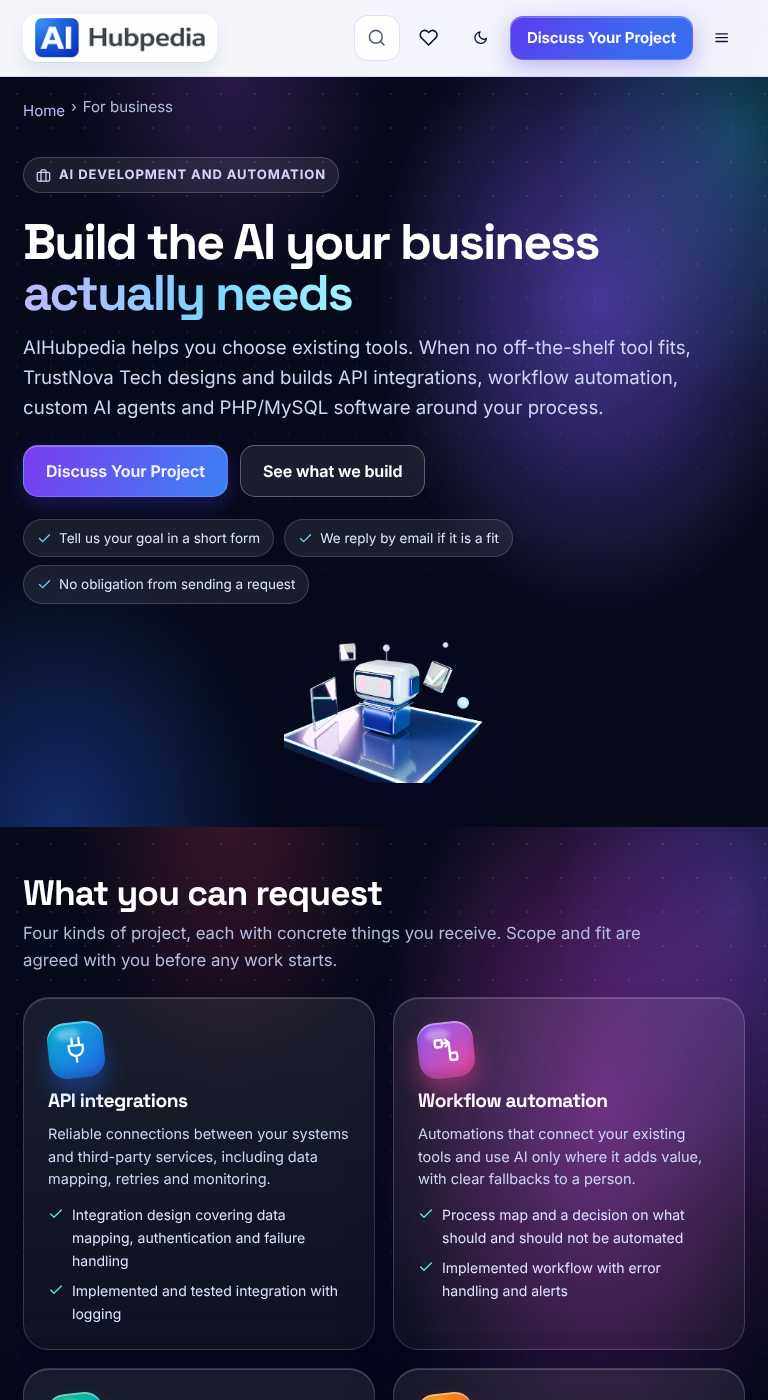 AI Hubpedia
Discuss Your Project
Home › For business
AI DEVELOPMENT AND AUTOMATION
Build the AI your business
actually needs
AIHubpedia helps you choose existing tools. When no off-the-shelf tool fits,
TrustNova Tech designs and builds API integrations, workflow automation,
custom AI agents and PHP/MySQL software around your process.
Discuss Your Project
See what we build
Tell us your goal in a short form
We reply by email if it is a fit
No obligation from sending a request
What you can request
Four kinds of project, each with concrete things you receive. Scope and fit are
agreed with you before any work starts.
API integrations
Reliable connections between your systems
and third-party services, including data
mapping, retries and monitoring.
Integration design covering data
mapping, authentication and failure
handling
Implemented and tested integration with
logging
Workflow automation
Automations that connect your existing
tools and use AI only where it adds value,
with clear fallbacks to a person.
Process map and a decision on what
should and should not be automated
Implemented workflow with error
handling and alerts